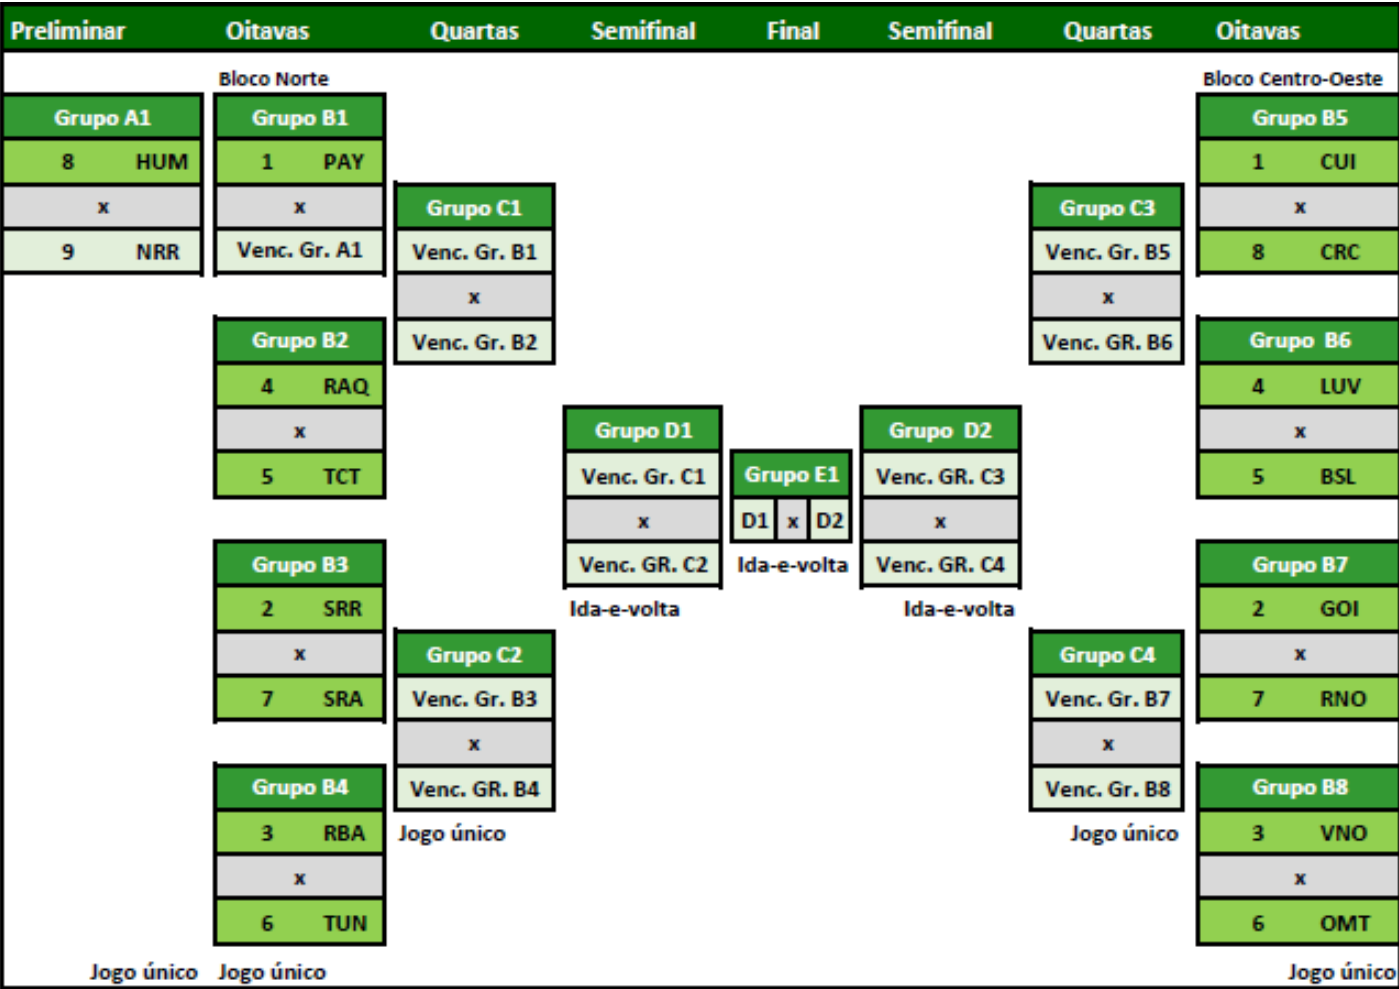 Preliminar Oitavas Quartas Semifinal Final Semifinal Quartas Oitavas
Bloco Norte Bloco Centro-Oeste
Grupo A1
8 HUM
x
9 NRR
Grupo B1
1 PAY
x
Venc. Gr. A1
Grupo B2
4 RAQ
x
5 TCT
Grupo B3
2 SRR
x
7 SRA
Grupo B4
3 RBA
x
6 TUN
Jogo único Jogo único
Grupo C1
Venc. Gr. B1
x
Venc. Gr. B2
Grupo C2
Venc. Gr. B3
x
Venc. GR. B4
Jogo único
Grupo D1
Venc. Gr. C1
x
Venc. GR. C2
Ida-e-volta
Grupo E1
D1 x D2
Ida-e-volta
Grupo D2
Venc. GR. C3
x
Venc. GR. C4
Ida-e-volta
Grupo C3
Venc. Gr. B5
x
Venc. GR. B6
Grupo C4
Venc. Gr. B7
x
Venc. Gr. B8
Jogo único
Grupo B5
1 CUI
x
8 CRC
Grupo B6
4 LUV
x
5 BSL
Grupo B7
2 GOI
x
7 RNO
Grupo B8
3 VNO
x
6 OMT
Jogo único